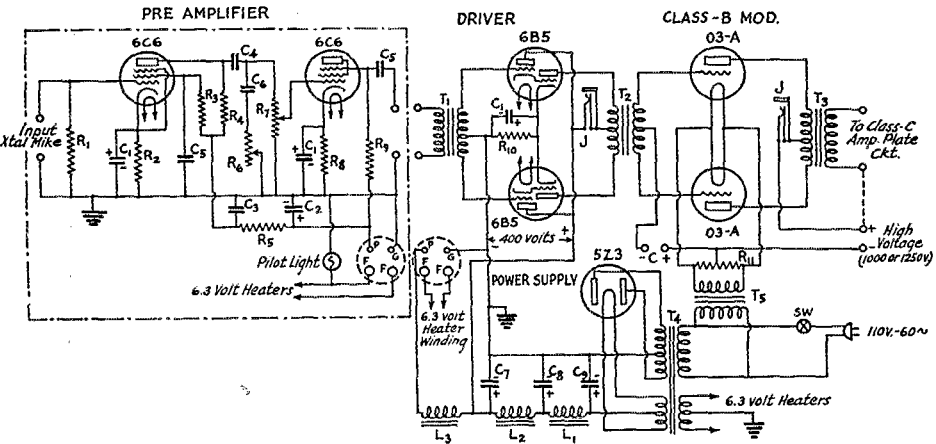 PRE AMPLIFIER
DRIVER
CLASS-B MOD.
6C6
6C6
6B5
03-A
C4
C5
C6
R3
R4
R7
T1
C1
T2
J
J
T3
Input
Xtal Mike
R1
+ C1 -
R2
C5
R6
+ C1 -
R8
R9
R10
J
To Class-C
Amp. Plate
Ckt.
C3
C2
+
R5
6B5
03-A
- 400 volts +
- C +
R11
+ High
- Voltage
(1000 or 1250V.)
Pilot Light
P
G
F
F
P
G
F
F
5Z3
POWER SUPPLY
T5
6.3 Volt Heaters
6.3 volt
Heater
Winding
T4
SW
110V.-60~
C7
-
+
C8
-
+
C9
-
+
6.3 volt Heaters
L3
L2
L1